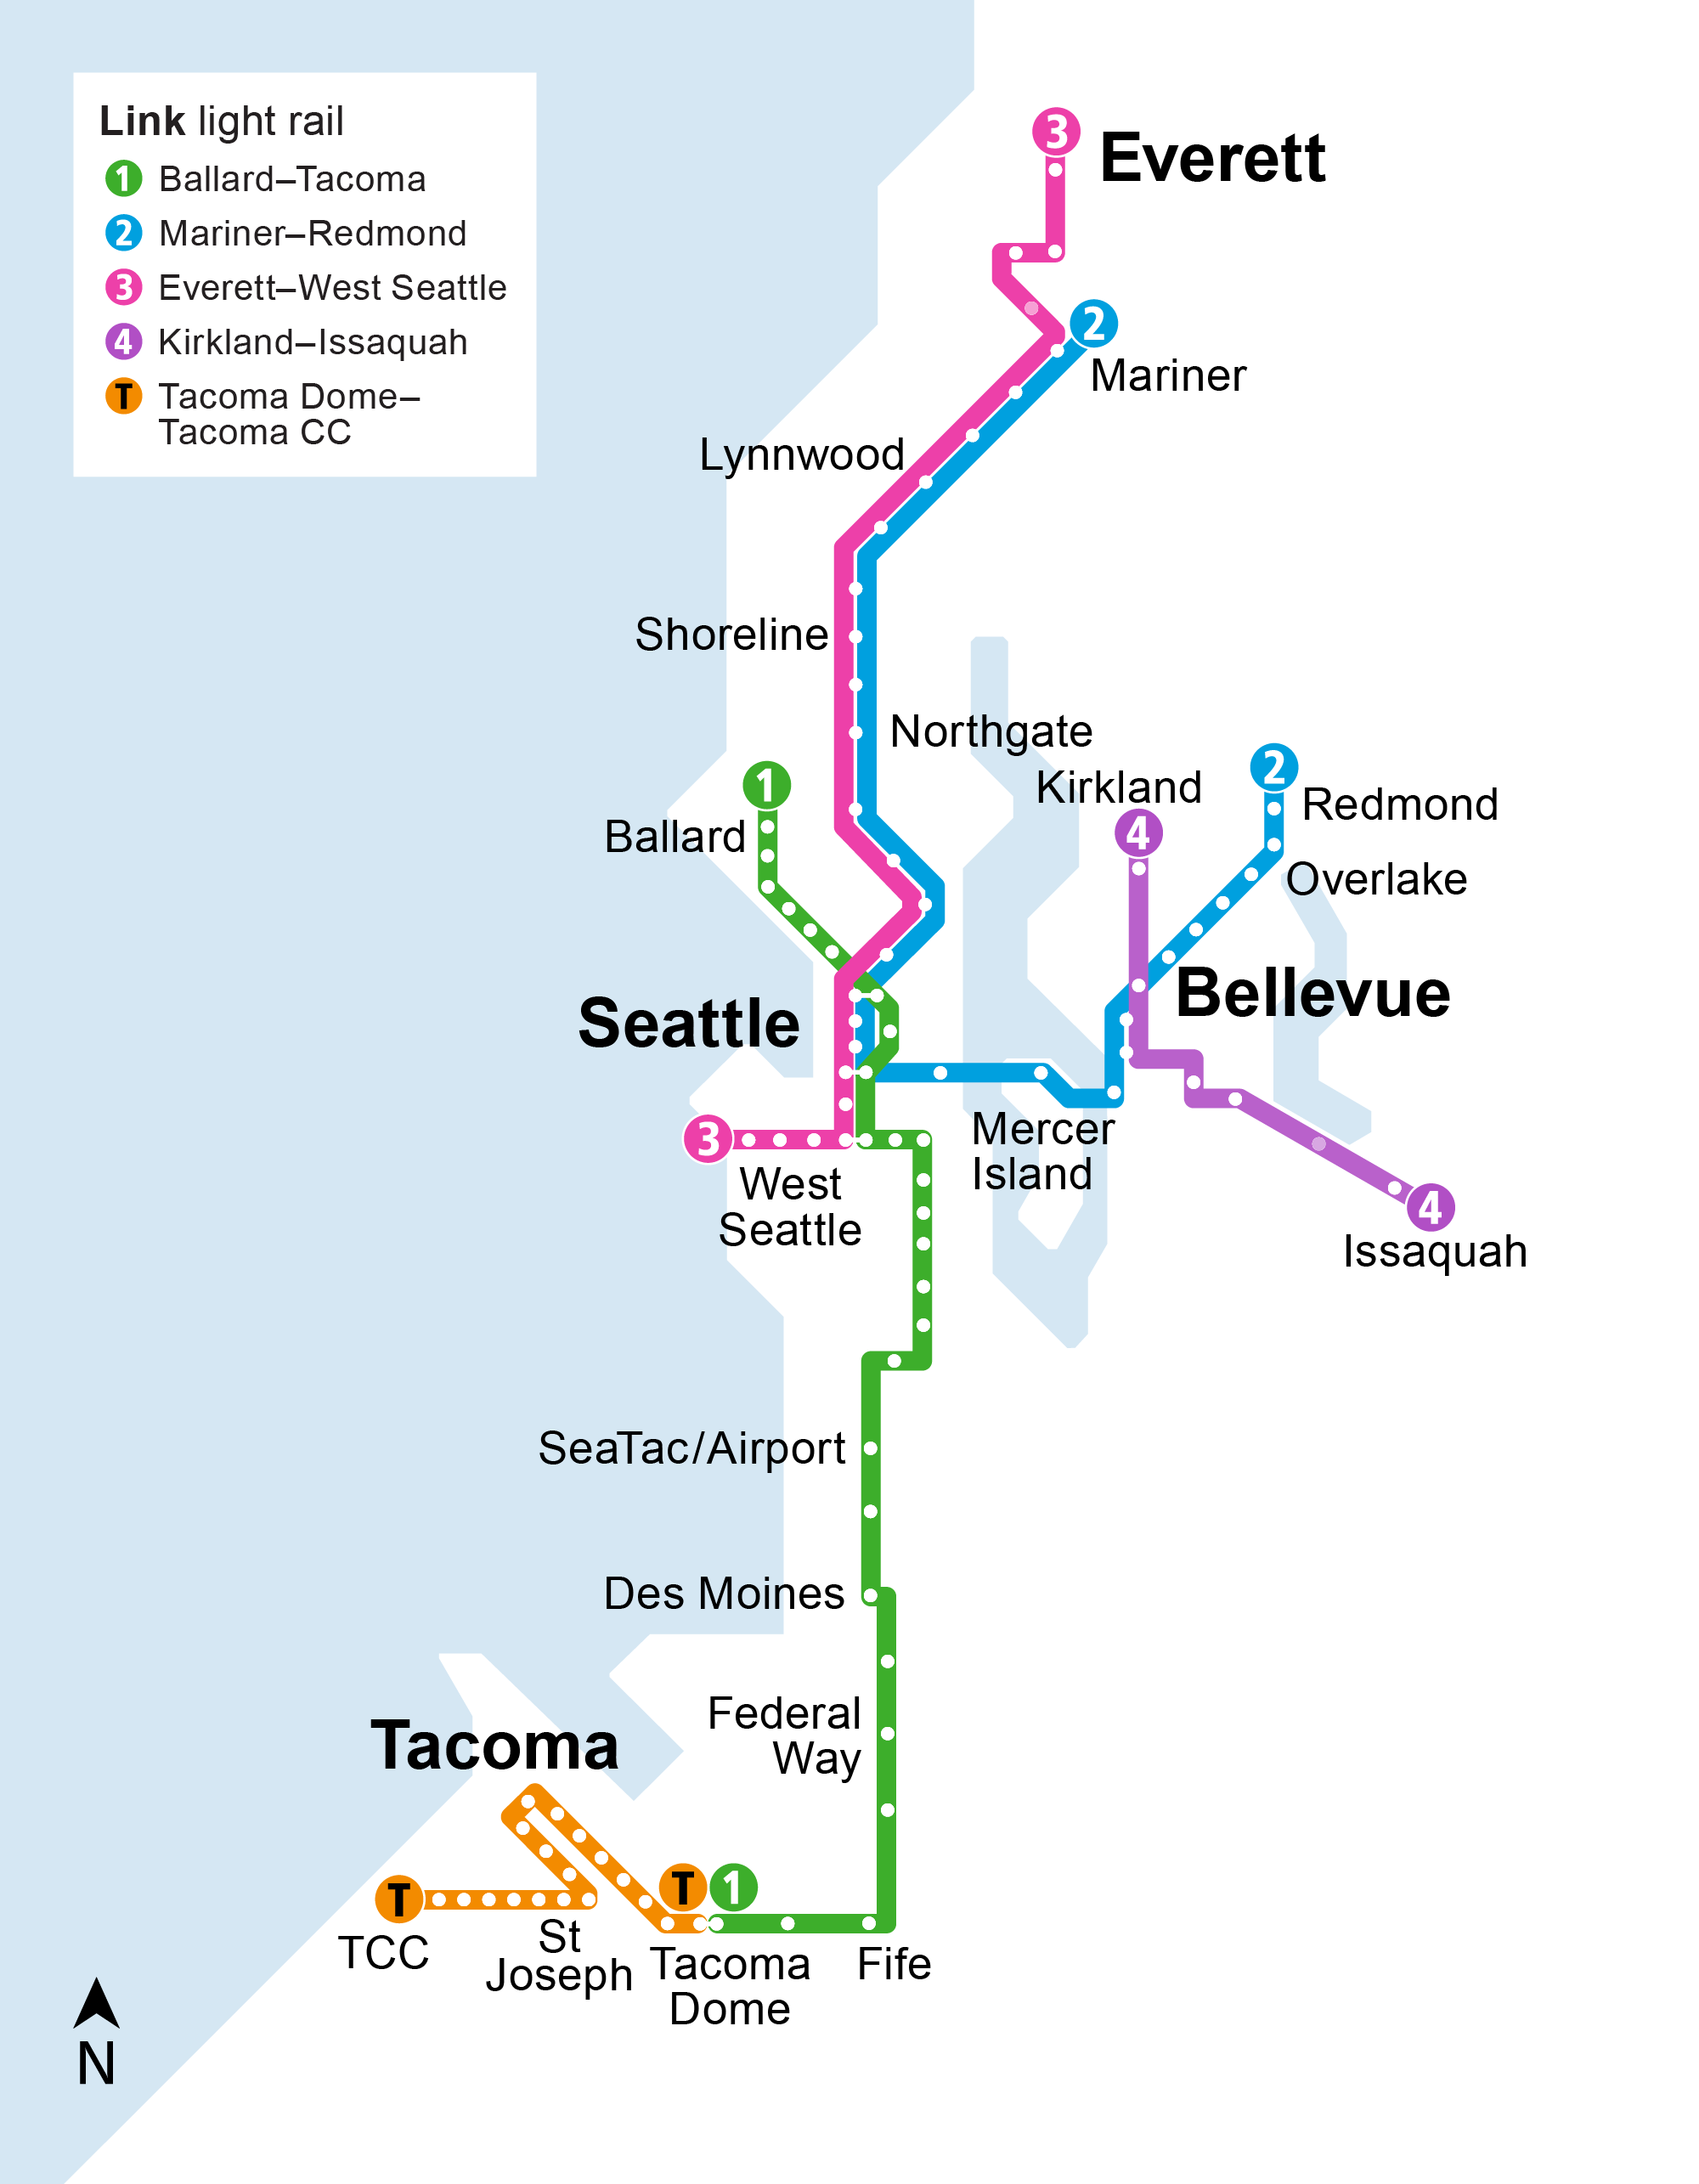 Link light rail
1 Ballard–Tacoma
2 Mariner–Redmond
3 Everett–West Seattle
4 Kirkland–Issaquah
T Tacoma Dome–
Tacoma CC
3
Everett
2
Mariner
Lynnwood
Shoreline
Northgate
1
Ballard
Kirkland
4
2
Redmond
Overlake
Seattle
Bellevue
3
West
Seattle
Mercer
Island
4
Issaquah
SeaTac/Airport
Des Moines
Federal
Way
Tacoma
T
TCC
St
Joseph
T 1
Tacoma
Dome
Fife
N